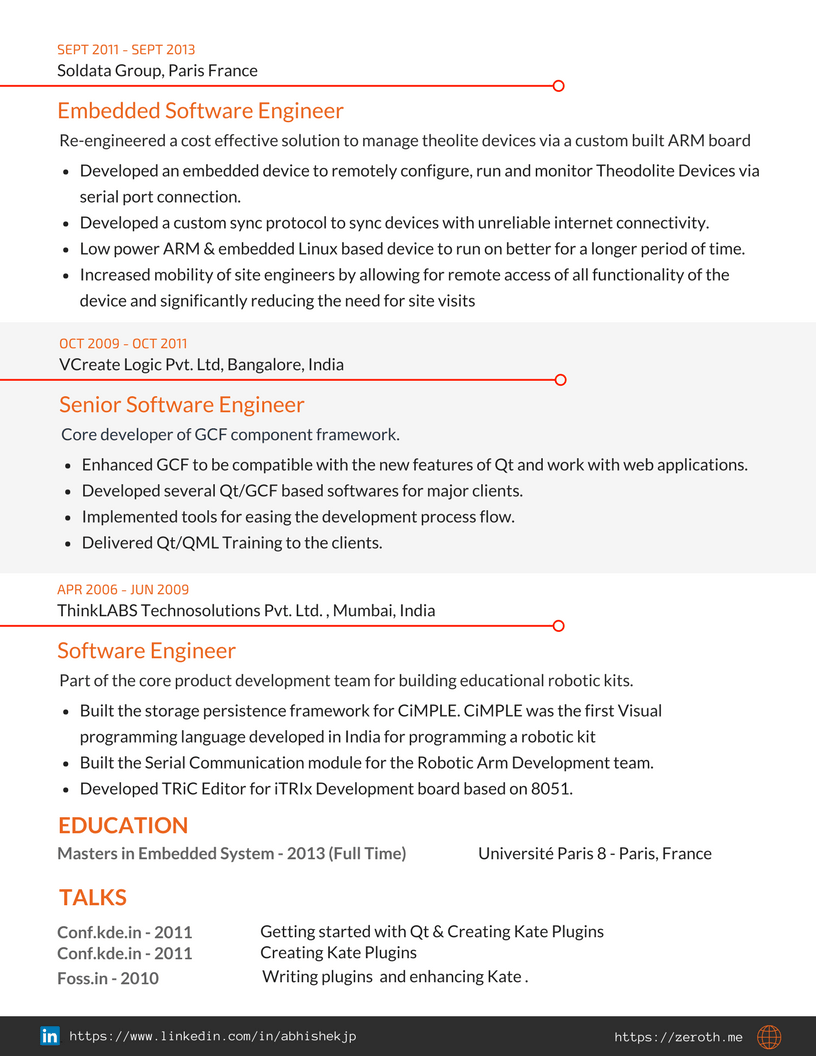 SEPT 2011 - SEPT 2013
Soldata Group, Paris France
Embedded Software Engineer
Re-engineered a cost effective solution to manage theolite devices via a custom built ARM board
• Developed an embedded device to remotely configure, run and monitor Theodolite Devices via
serial port connection.
• Developed a custom sync protocol to sync devices with unreliable internet connectivity.
• Low power ARM & embedded Linux based device to run on better for a longer period of time.
• Increased mobility of site engineers by allowing for remote access of all functionality of the
device and significantly reducing the need for site visits
OCT 2009 - OCT 2011
VCreate Logic Pvt. Ltd, Bangalore, India
Senior Software Engineer
Core developer of GCF component framework.
• Enhanced GCF to be compatible with the new features of Qt and work with web applications.
• Developed several Qt/GCF based softwares for major clients.
• Implemented tools for easing the development process flow.
• Delivered Qt/QML Training to the clients.
APR 2006 - JUN 2009
ThinkLABS Technosolutions Pvt. Ltd. , Mumbai, India
Software Engineer
Part of the core product development team for building educational robotic kits.
• Built the storage persistence framework for CiMPLE. CiMPLE was the first Visual
programming language developed in India for programming a robotic kit
• Built the Serial Communication module for the Robotic Arm Development team.
• Developed TRiC Editor for iTRIx Development board based on 8051.
EDUCATION
Masters in Embedded System - 2013 (Full Time) Université Paris 8 - Paris, France
TALKS
Conf.kde.in - 2011 Getting started with Qt & Creating Kate Plugins
Conf.kde.in - 2011 Creating Kate Plugins
Foss.in - 2010 Writing plugins and enhancing Kate .
in https://www.linkedin.com/in/abhishekjp https://zeroth.me